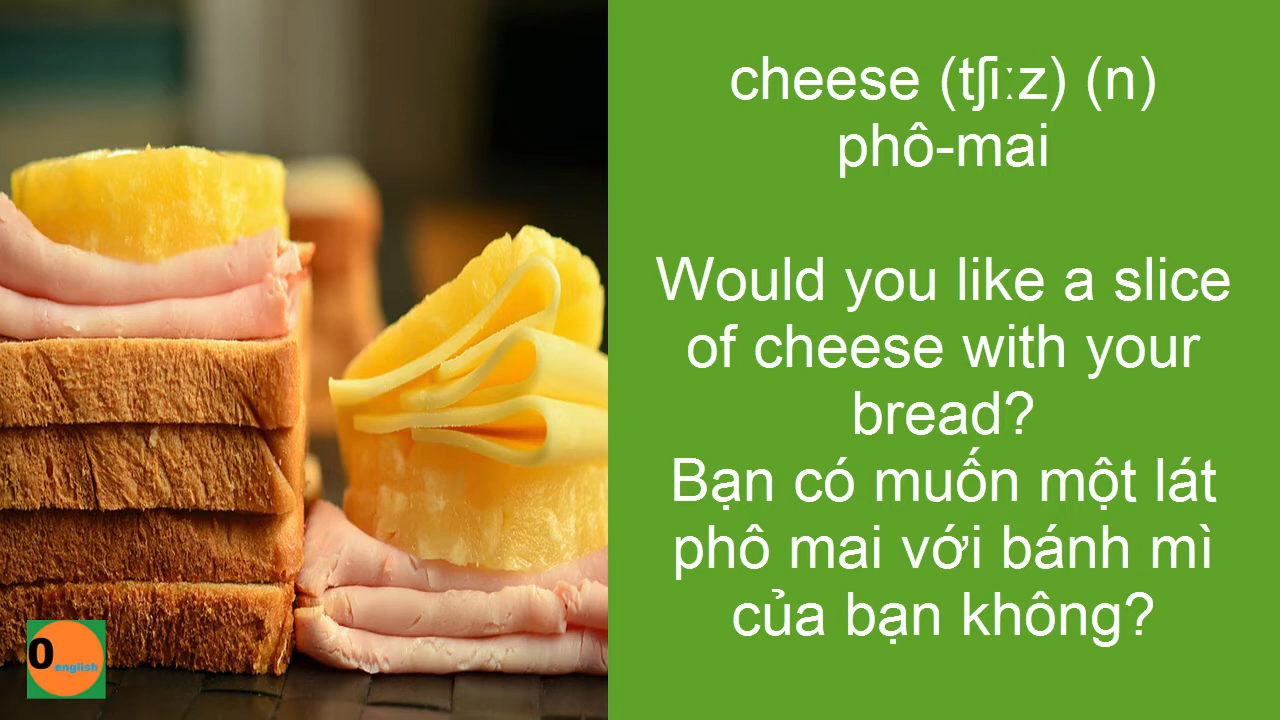 cheese (tʃiːz) (n)
phô-mai
Would you like a slice
of cheese with your
bread?
Bạn có muốn một lát
phô mai với bánh mì
của bạn không?
0
english